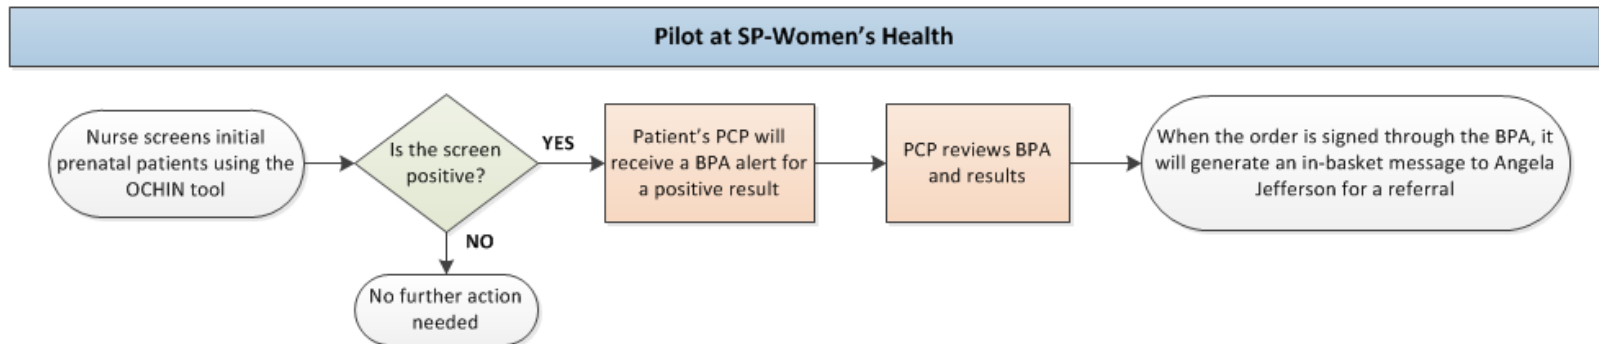 Pilot at SP-Women's Health
Nurse screens initial
prenatal patients using the
OCHIN tool
Is the screen
positive?
YES
Patient's PCP will
receive a BPA alert for
a positive result
PCP reviews BPA
and results
When the order is signed through the BPA, it
will generate an in-basket message to Angela
Jefferson for a referral
NO
No further action
needed